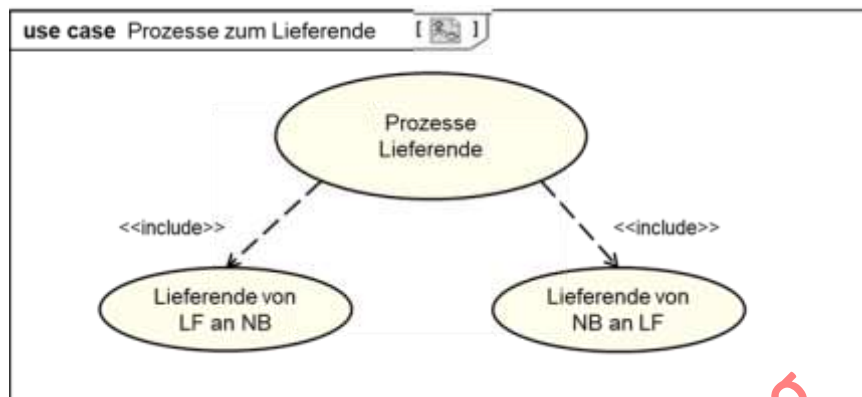 use case Prozesse zum Lieferende [ ]
Prozesse
Lieferende
<<include>> <<include>>
Lieferende von Lieferende von
LF an NB NB an LF